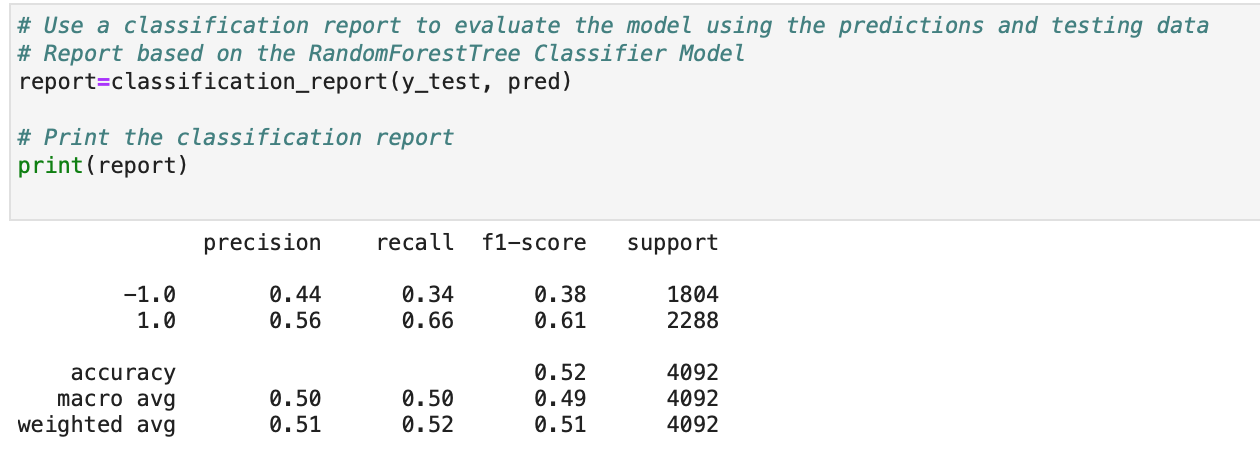 # Use a classification report to evaluate the model using the predictions and testing data
# Report based on the RandomForestTree Classifier Model
report=classification_report(y_test, pred)
# Print the classification report
print(report)
precision recall f1-score support
-1.0 0.44 0.34 0.38 1804
1.0 0.56 0.66 0.61 2288
accuracy 0.52 4092
macro avg 0.50 0.50 0.49 4092
weighted avg 0.51 0.52 0.51 4092